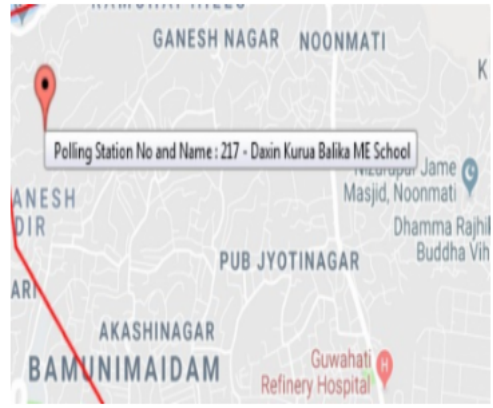 GANESH NAGAR
NOONMATI
K
Polling Station No and Name : 217 - Daxin Kurua Balika ME School
Jame
Masjid, Noonmati
ANESH
DIR
Dhamma Rajhil
Buddha Vih
PUB JYOTINAGAR
ARI
AKASHINAGAR
BAMUNIMAIDAM
Guwahati
Refinery Hospital
H